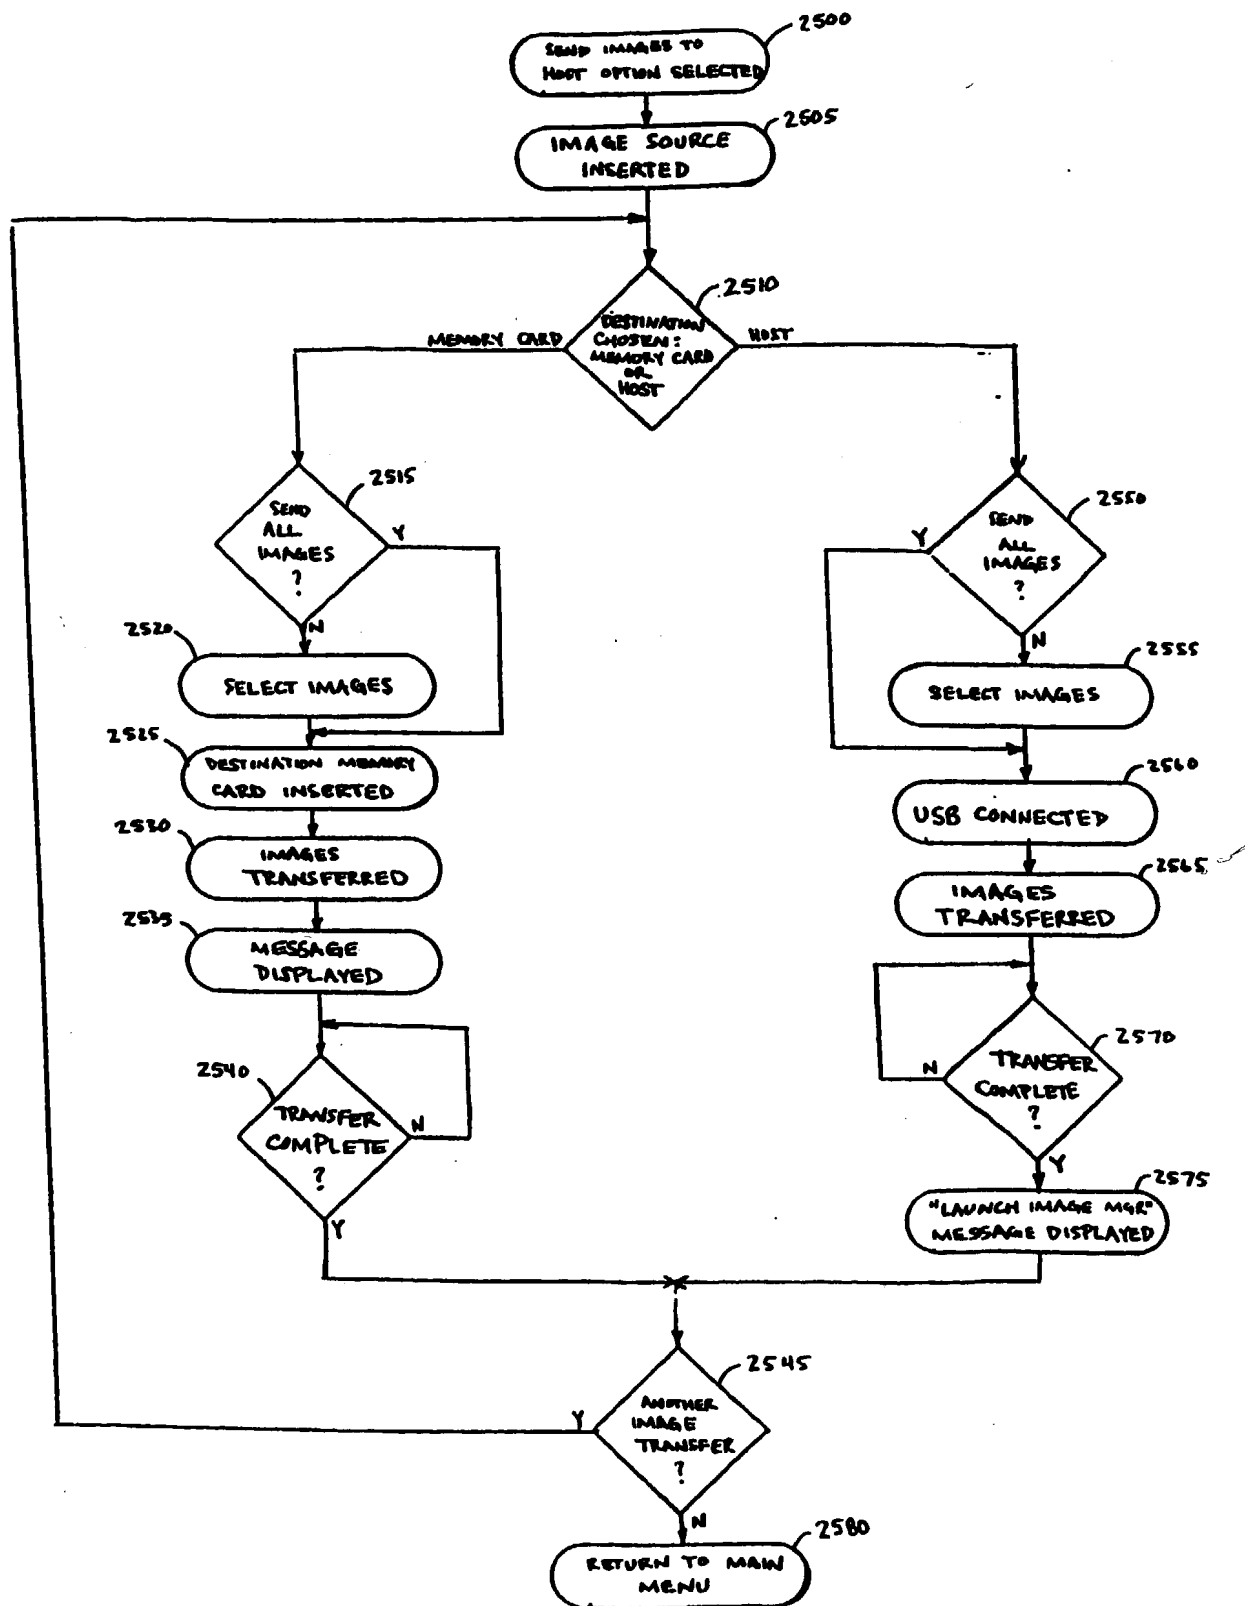 2500
SEND IMAGES TO
HOST OPTION SELECTED
2505
IMAGE SOURCE
INSERTED
2510
DESTINATION
CHOSEN:
MEMORY CARD
OR
HOST
MEMORY CARD
HOST
2515
SEND
ALL
IMAGES
?
Y
N
2520
SELECT IMAGES
2525
DESTINATION MEMORY
CARD INSERTED
2530
IMAGES
TRANSFERRED
2535
MESSAGE
DISPLAYED
2540
TRANSFER
COMPLETE
?
N
Y
2550
SEND
ALL
IMAGES
?
Y
N
2555
SELECT IMAGES
2560
USB CONNECTED
2565
IMAGES
TRANSFERRED
2570
TRANSFER
COMPLETE
?
N
Y
2575
"LAUNCH IMAGE MGR"
MESSAGE DISPLAYED
2545
ANOTHER
IMAGE
TRANSFER
?
Y
N
2580
RETURN TO MAIN
MENU